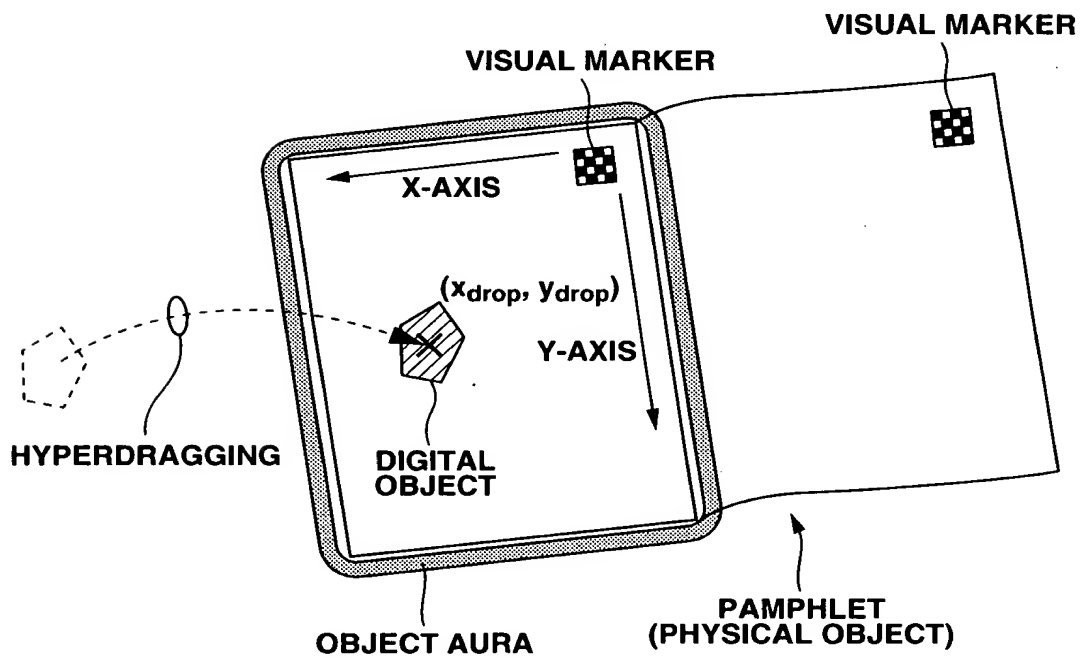 VISUAL MARKER
VISUAL MARKER
X-AXIS
(xdrop, ydrop)
Y-AXIS
HYPERDRAGGING
DIGITAL
OBJECT
PAMPHLET
(PHYSICAL OBJECT)
OBJECT AURA